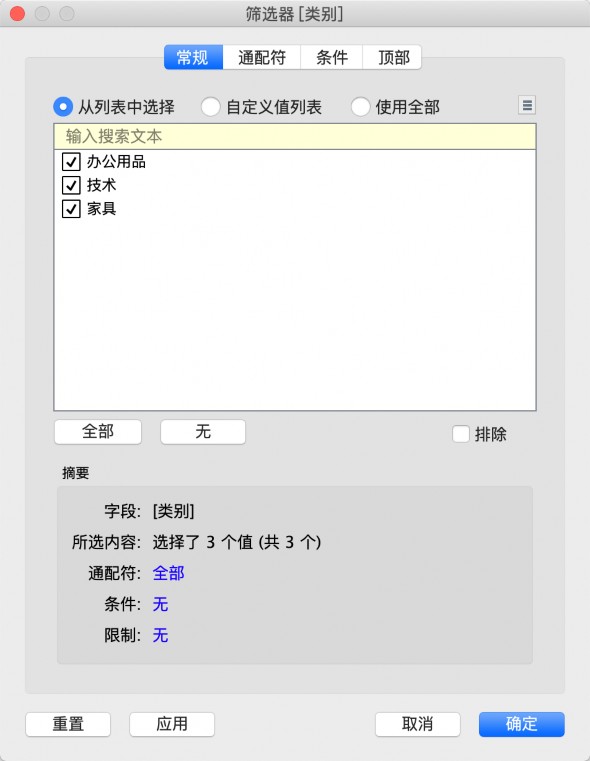 筛选器 [类别]
常规 通配符 条件 顶部
从列表中选择 自定义值列表 使用全部
输入搜索文本
办公用品
技术
家具
全部 无 排除
摘要
字段: [类别]
所选内容: 选择了 3 个值 (共 3 个)
通配符: 全部
条件: 无
限制: 无
重置 应用 取消 确定